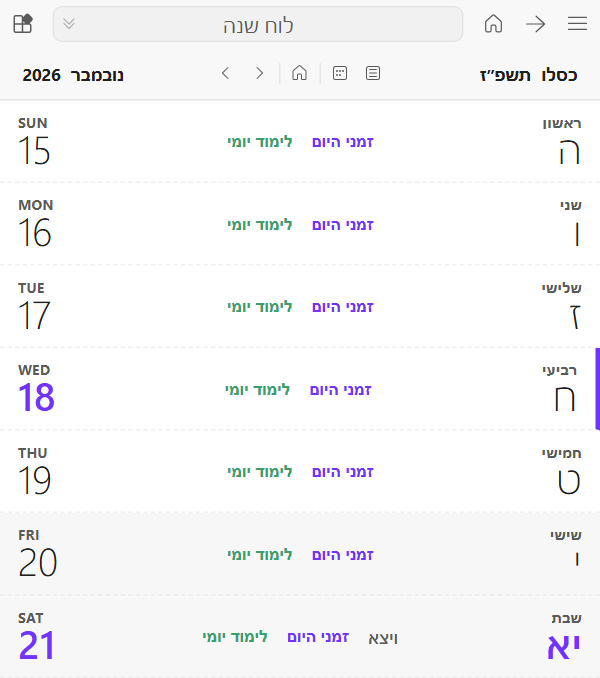 לוח שנה
כסלו תשפ״ז
נובמבר 2026
ראשון
ה
זמני היום לימוד יומי
SUN
15
שני
ו
זמני היום לימוד יומי
MON
16
שלישי
ז
זמני היום לימוד יומי
TUE
17
רביעי
ח
זמני היום לימוד יומי
WED
18
חמישי
ט
זמני היום לימוד יומי
THU
19
שישי
י
זמני היום לימוד יומי
FRI
20
שבת
יא
ויצא זמני היום לימוד יומי
SAT
21